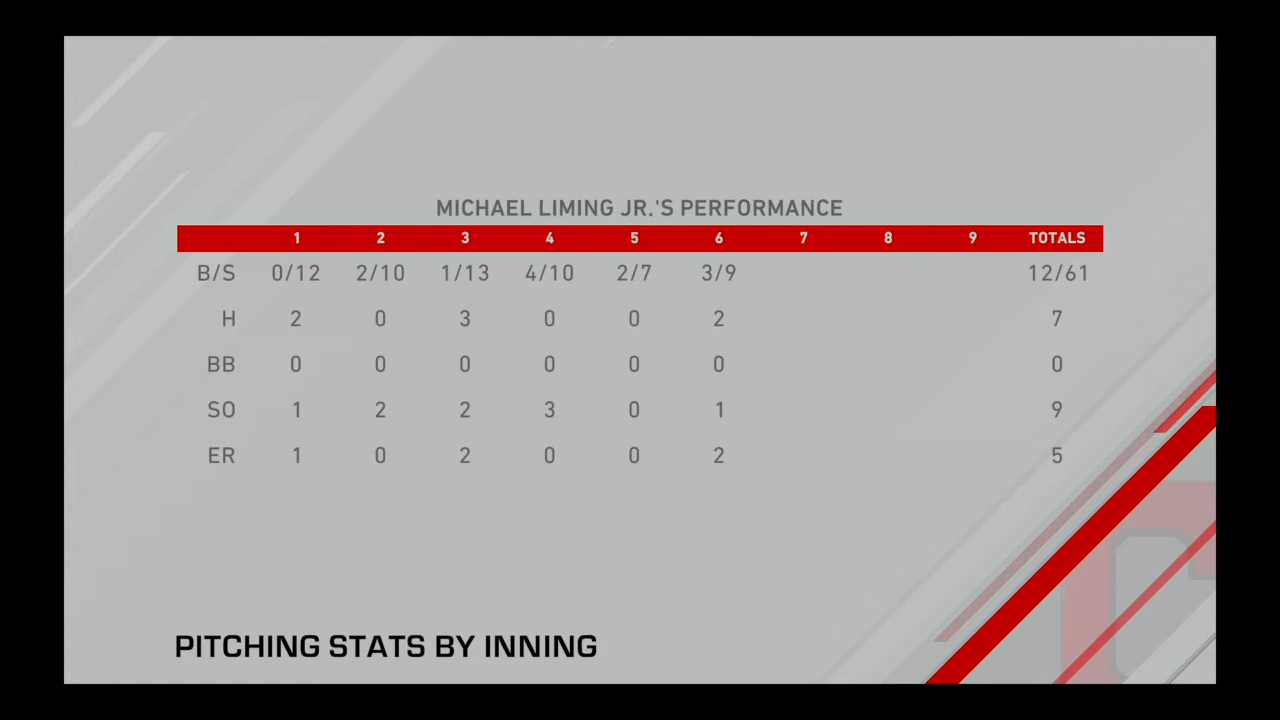 MICHAEL LIMING JR.'S PERFORMANCE
1 2 3 4 5 6 7 8 9 TOTALS
B/S 0/12 2/10 1/13 4/10 2/7 3/9 12/61
H 2 0 3 0 0 2 7
BB 0 0 0 0 0 0 0
SO 1 2 2 3 0 1 9
ER 1 0 2 0 0 2 5
PITCHING STATS BY INNING